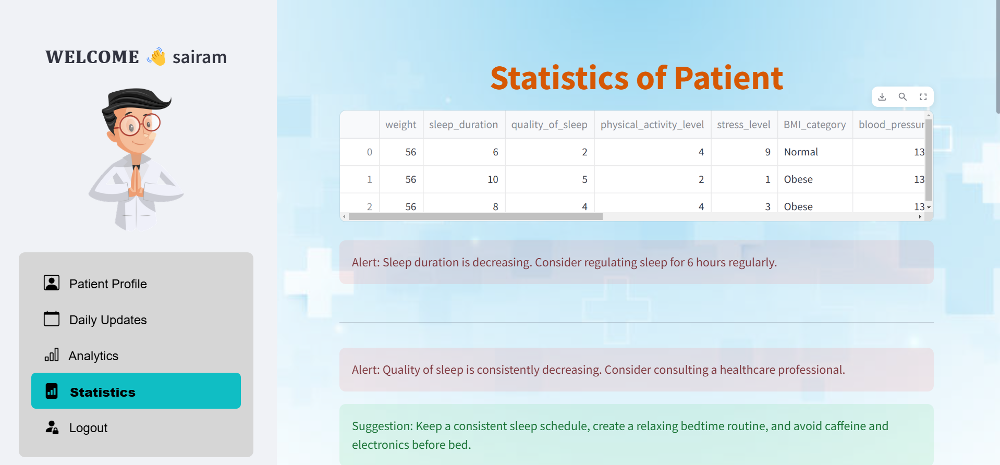 WELCOME 👋 sairam
Patient Profile
Daily Updates
Analytics
Statistics
Logout
Statistics of Patient
weight sleep_duration quality_of_sleep physical_activity_level stress_level BMI_category blood_pressur
0 56 6 2 4 9 Normal 13
1 56 10 5 2 1 Obese 13
2 56 8 4 4 3 Obese 13
Alert: Sleep duration is decreasing. Consider regulating sleep for 6 hours regularly.
Alert: Quality of sleep is consistently decreasing. Consider consulting a healthcare professional.
Suggestion: Keep a consistent sleep schedule, create a relaxing bedtime routine, and avoid caffeine and
electronics before bed.